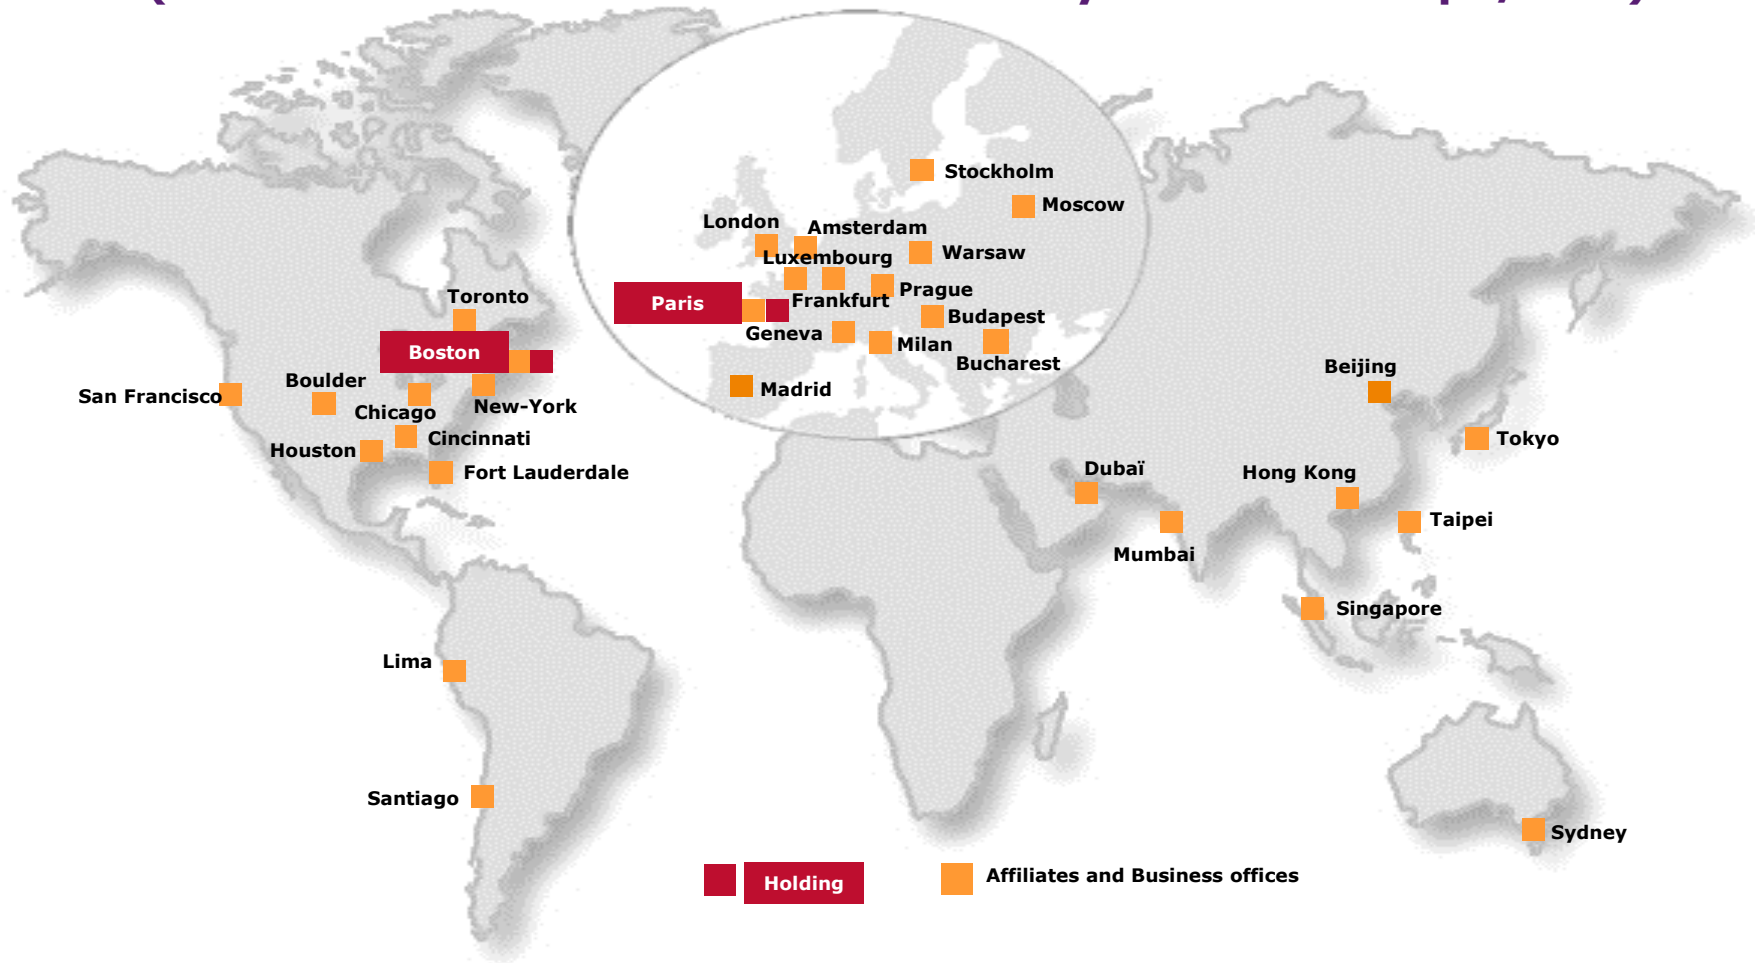 Stockholm
Moscow
London
Amsterdam
Luxembourg
Warsaw
Prague
Frankfurt
Paris
Geneva
Budapest
Milan
Bucharest
Madrid
Toronto
Boston
San Francisco
Boulder
Chicago
New-York
Cincinnati
Houston
Fort Lauderdale
Beijing
Tokyo
Dubaï
Hong Kong
Taipei
Mumbai
Singapore
Lima
Santiago
Sydney
Holding
Affiliates and Business offices